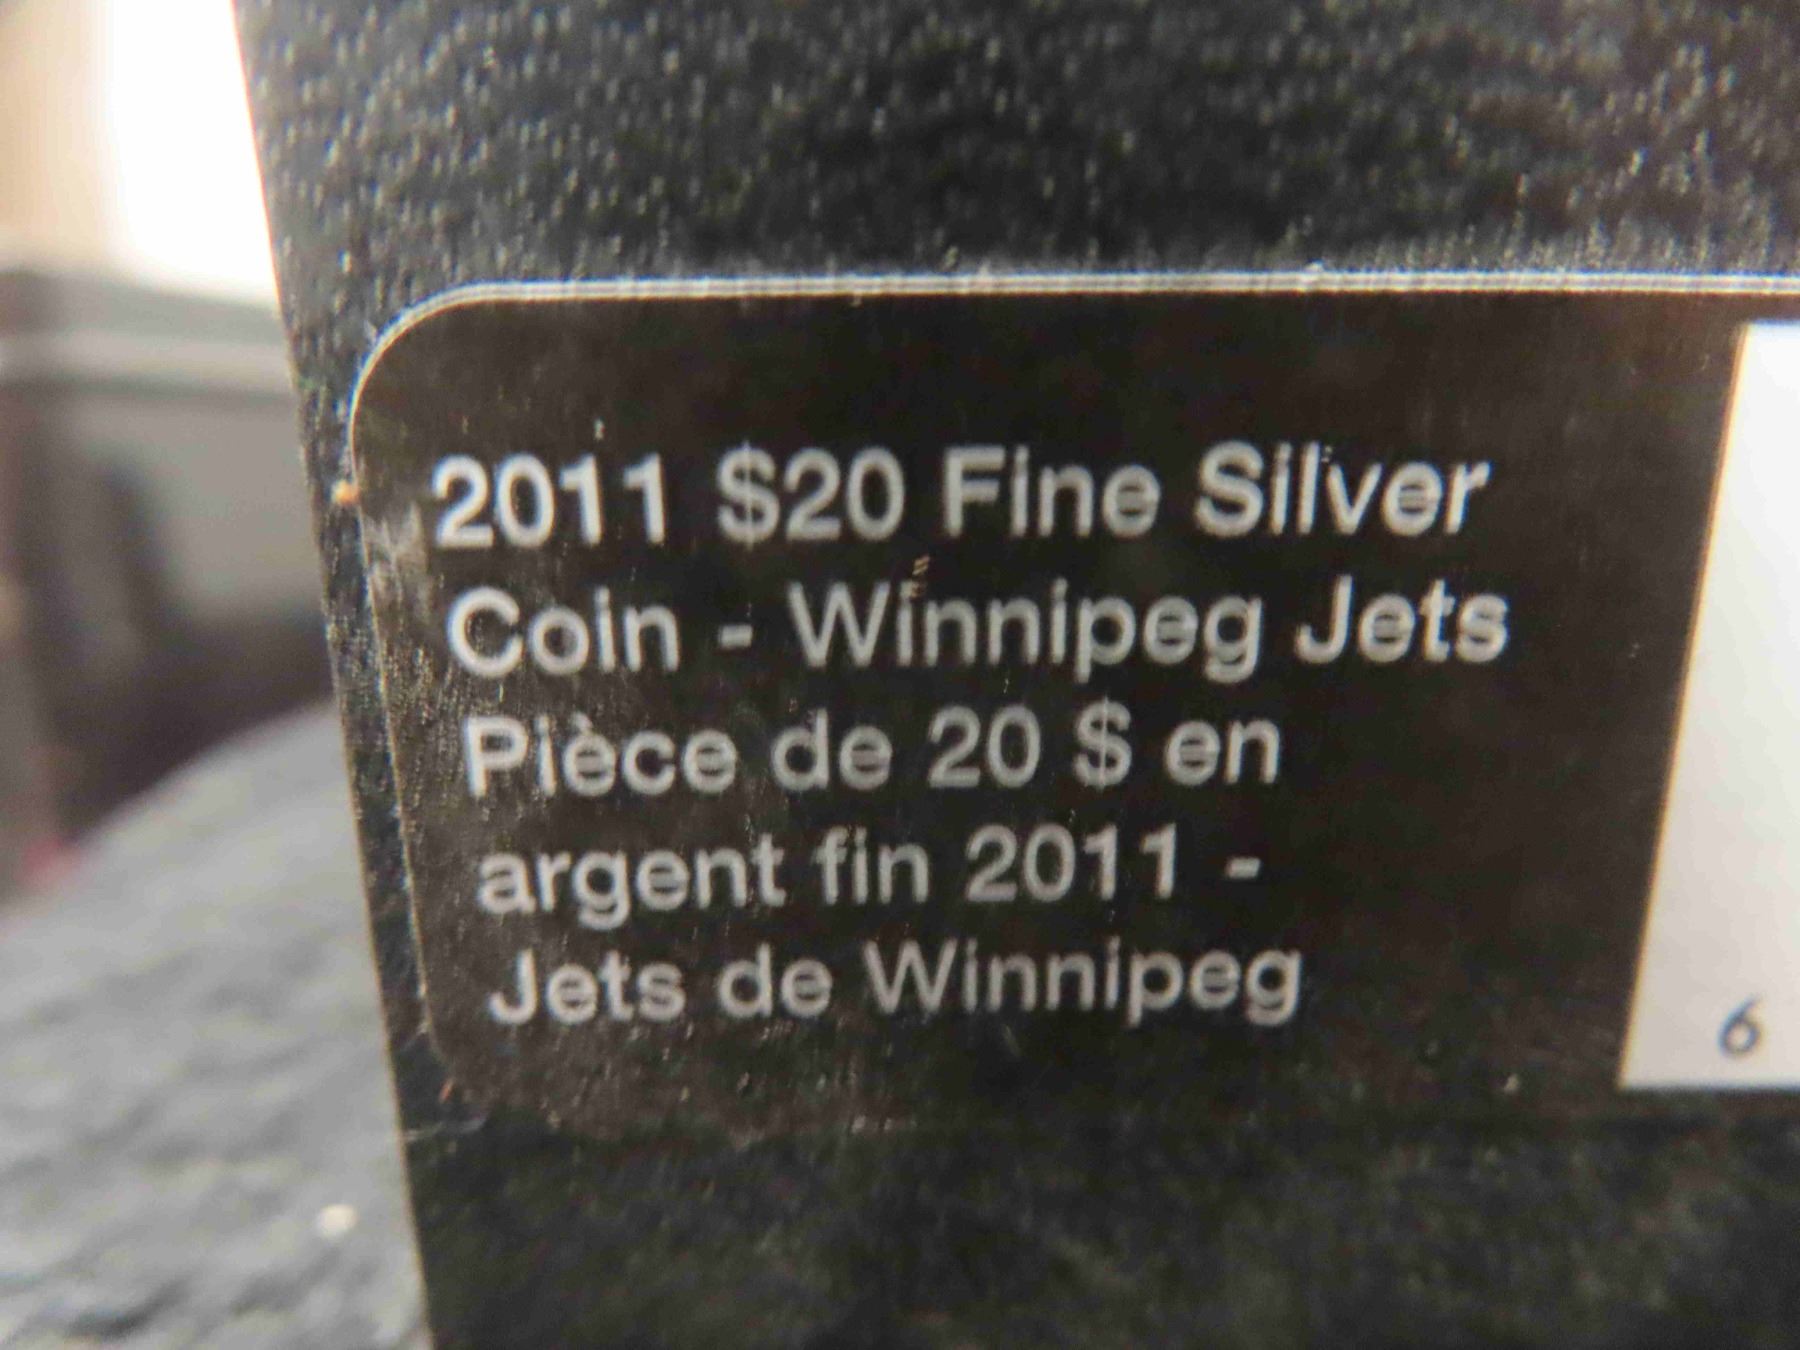 2011 $20 Fine Silver
Coin - Winnipeg Jets
Pièce de 20 $ en
argent fin 2011 -
Jets de Winnipeg
6